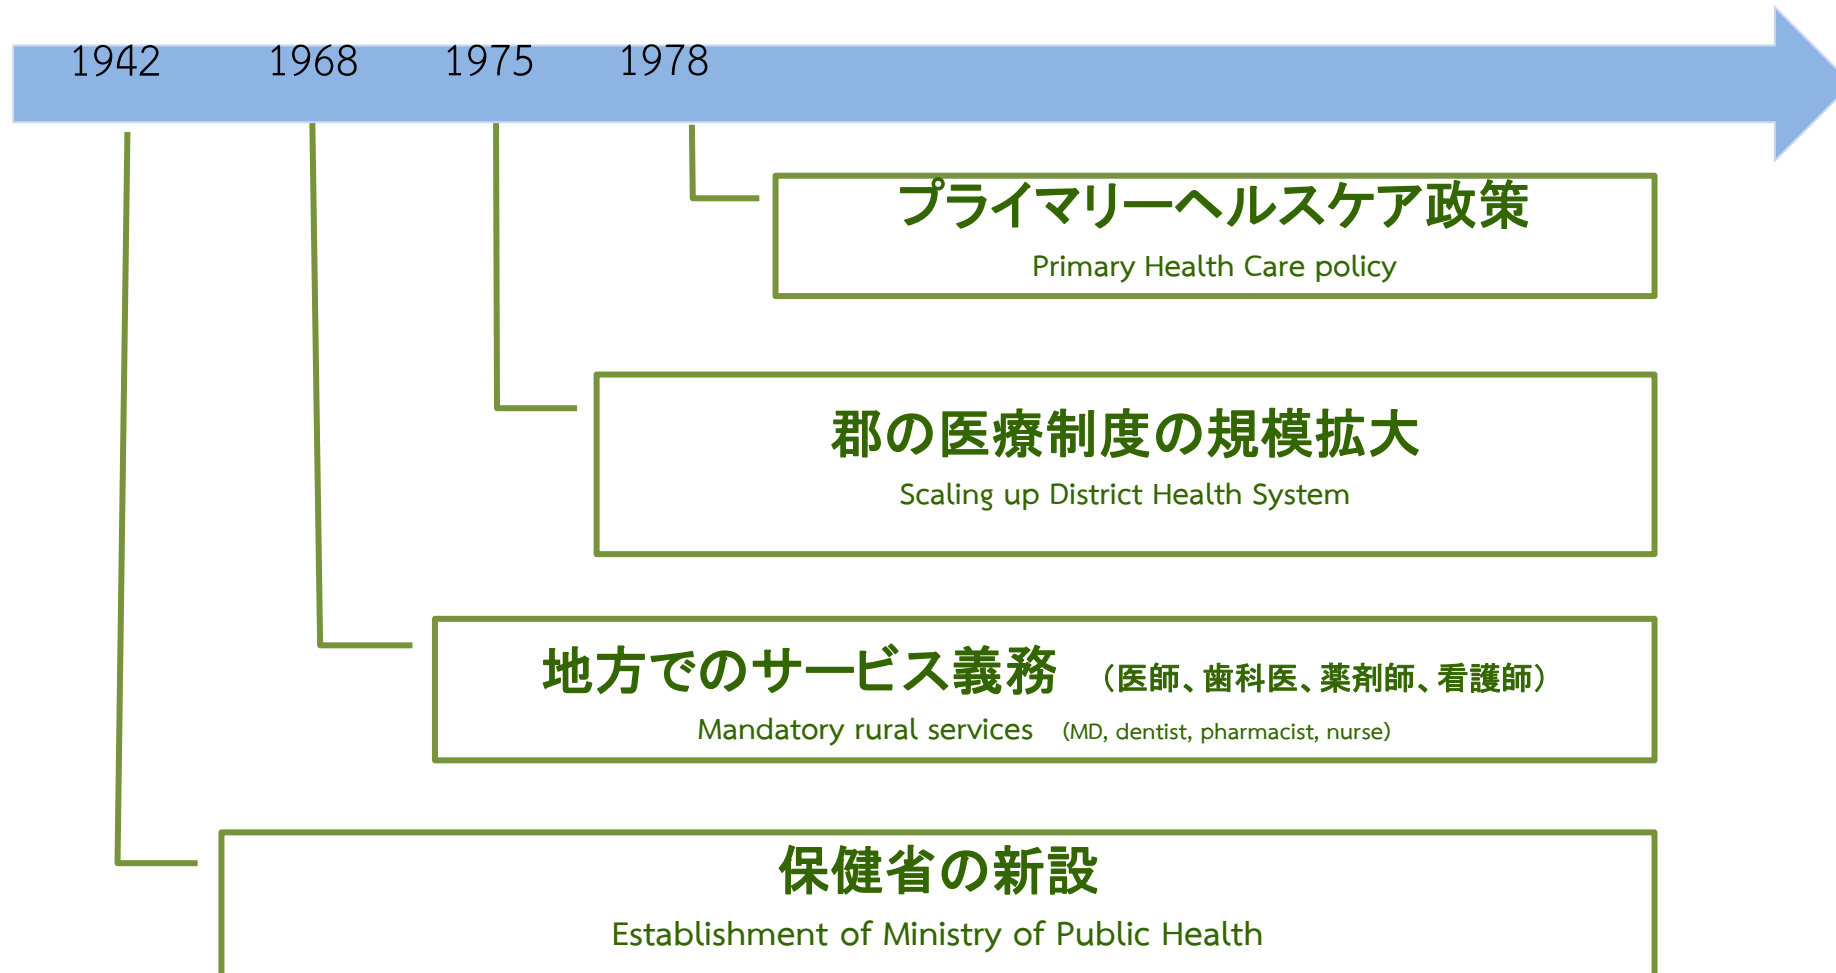 1942 1968 1975 1978
プライマリーヘルスケア政策
Primary Health Care policy
郡の医療制度の規模拡大
Scaling up District Health System
地方でのサービス義務 （医師、歯科医、薬剤師、看護師）
Mandatory rural services (MD, dentist, pharmacist, nurse)
保健省の新設
Establishment of Ministry of Public Health